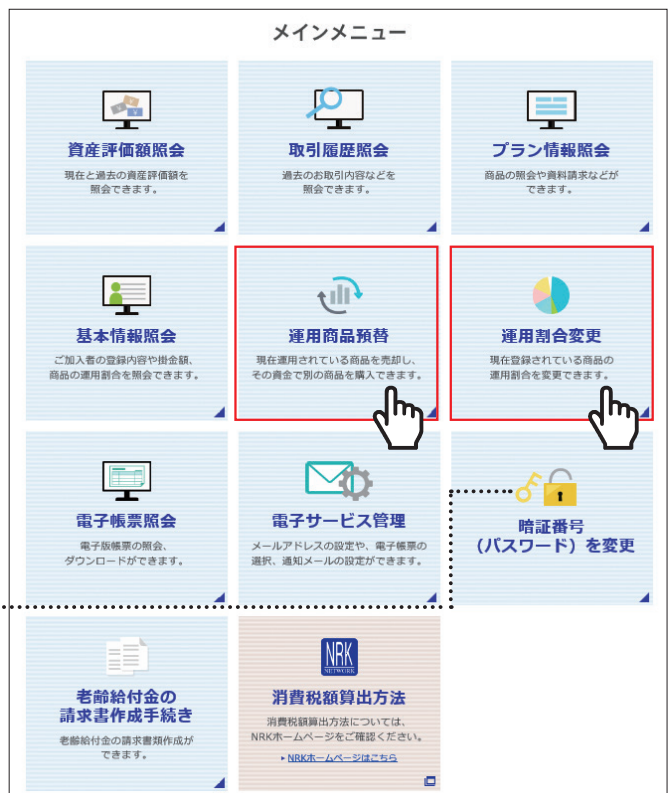 メインメニュー
資産評価額照会
現在と過去の資産評価額を
照会できます。
取引履歴照会
過去のお取引内容などを
照会できます。
プラン情報照会
商品の照会や資料請求などが
できます。
基本情報照会
ご加入者の登録内容や掛金額、
商品の運用割合を照会できます。
運用商品預替
現在運用されている商品を売却し、
その資金で別の商品を購入できます。
運用割合変更
現在登録されている商品の
運用割合を変更できます。
電子帳票照会
電子版帳票の照会、
ダウンロードができます。
電子サービス管理
メールアドレスの設定や、電子帳票の
選択、通知メールの設定ができます。
暗証番号
（パスワード）を変更
老齢給付金の
請求書作成手続き
老齢給付金の請求書類作成が
できます。
NRK
NETWORK
消費税額算出方法
消費税額算出方法については、
NRKホームページをご確認ください。
NRKホームページはこちら